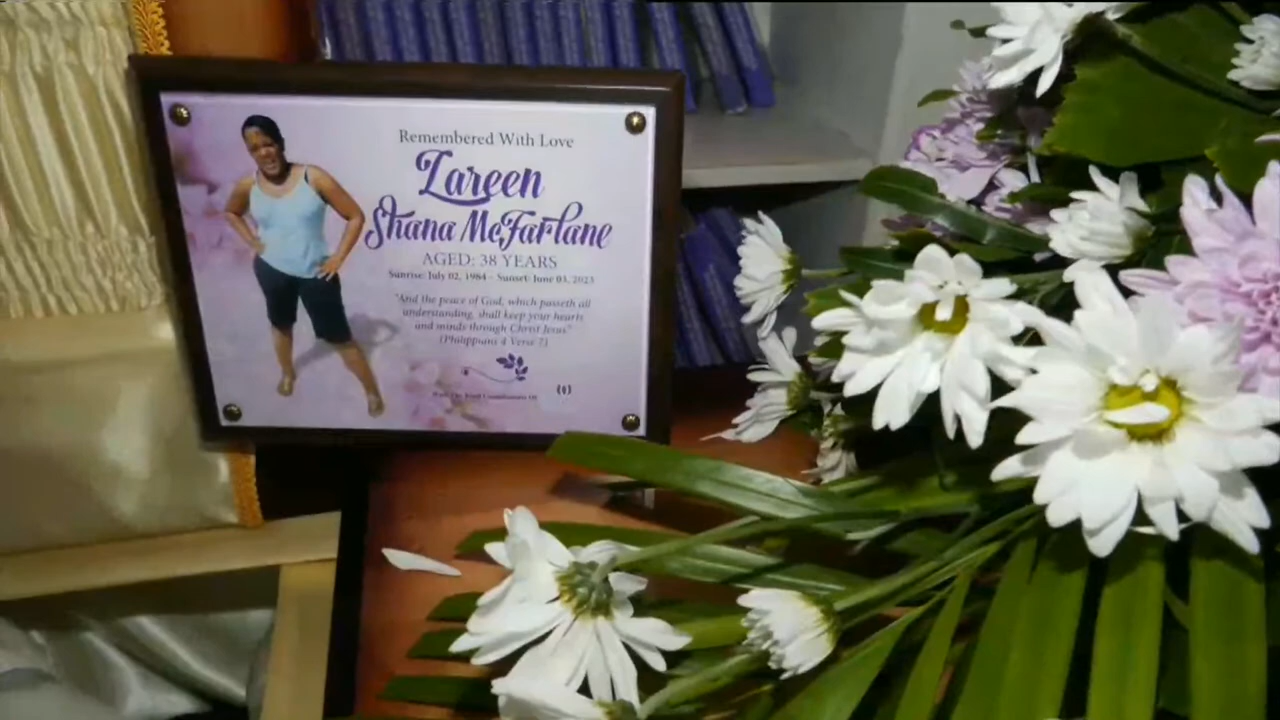 Remembered With Love
Lareen
Shana McFarlane
AGED: 38 YEARS
Sunrise: July 02, 1984 - Sunset: June 03, 2023
"And the peace of God, which passeth all
understanding, shall keep your hearts
and minds through Christ Jesus"
(Philippians 4 Verse 7)